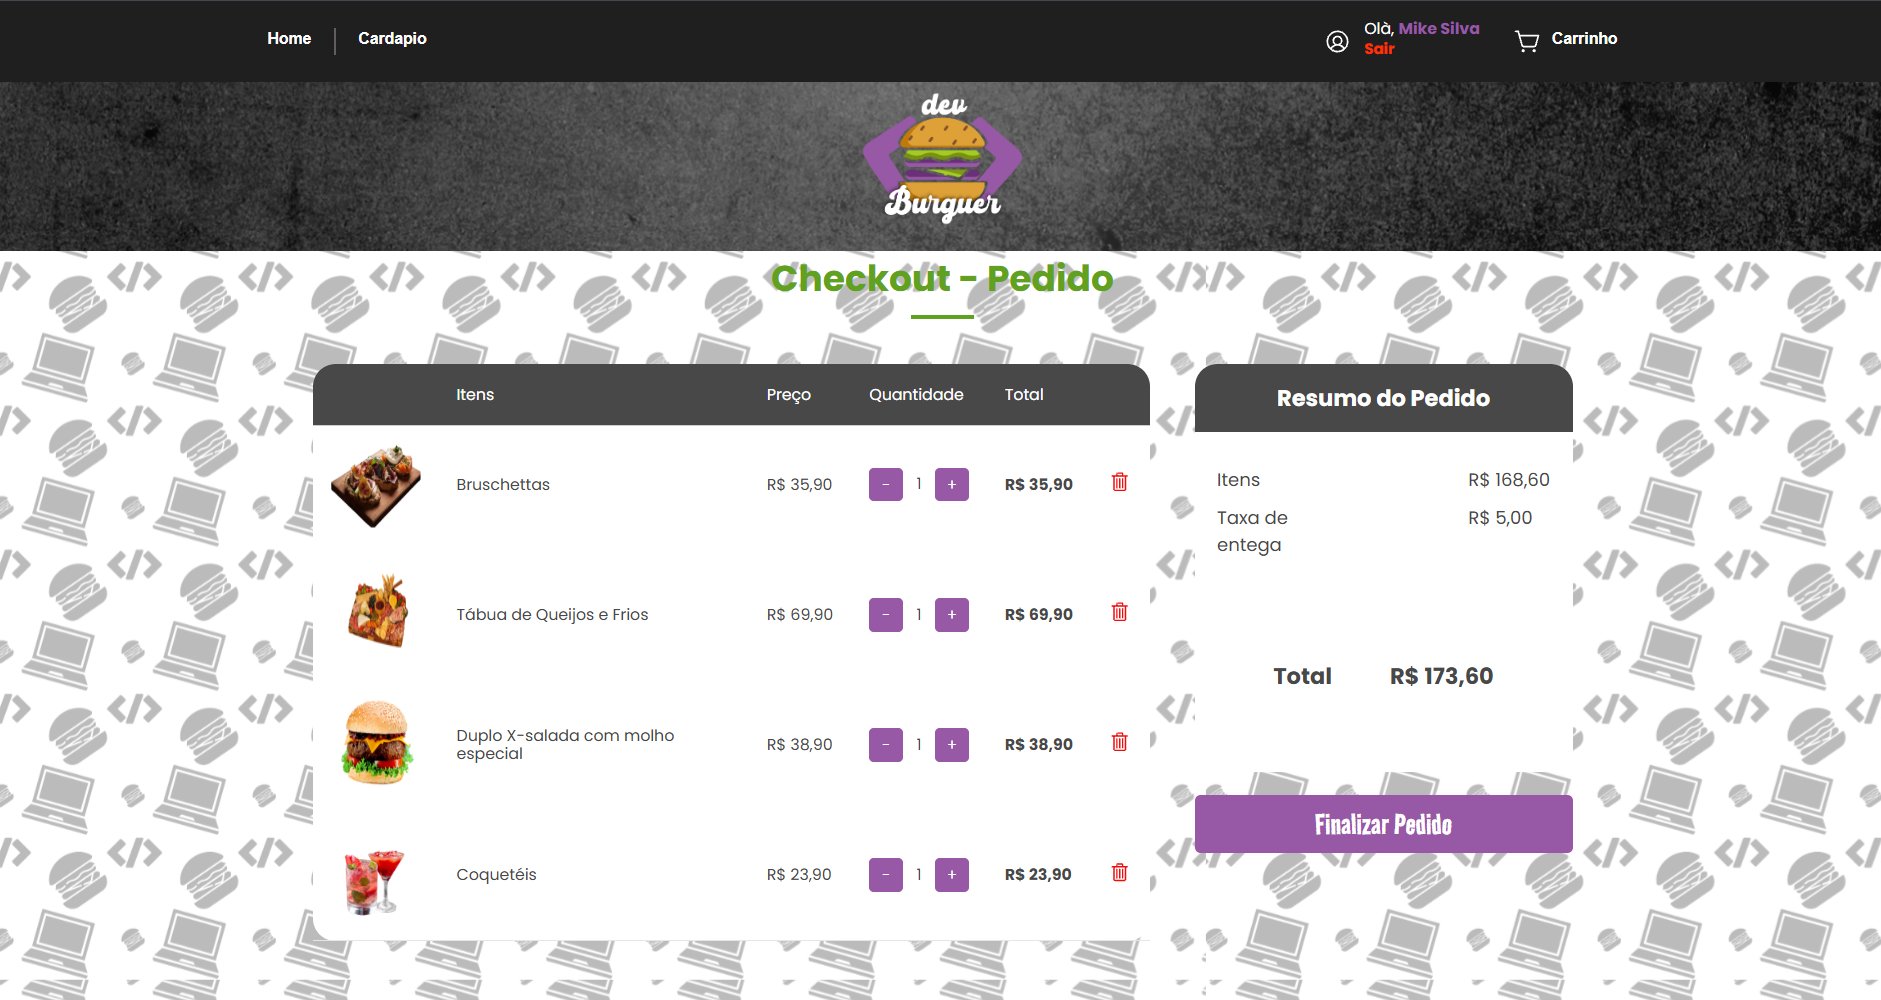 Home
Cardapio
Olà, Mike Silva
Sair
Carrinho
dev
Burguer
Checkout - Pedido
Itens Preço Quantidade Total
Bruschettas R$ 35,90 - 1 + R$ 35,90
Tábua de Queijos e Frios R$ 69,90 - 1 + R$ 69,90
Duplo X-salada com molho
especial R$ 38,90 - 1 + R$ 38,90
Coquetéis R$ 23,90 - 1 + R$ 23,90
Resumo do Pedido
Itens R$ 168,60
Taxa de R$ 5,00
entega
Total R$ 173,60
Finalizar Pedido